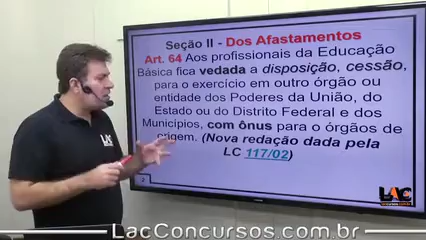 Seção II - Dos Afastamentos
Art. 64 Aos profissionais da Educação
Básica fica vedada a disposição, cessão,
para o exercício em outro órgão ou
entidade dos Poderes da União, do
Estado ou do Distrito Federal e dos
Municípios, com ônus para o órgãos de
origem. (Nova redação dada pela
LC 117/02)
LAC
LAC
LacConcursos.com.br